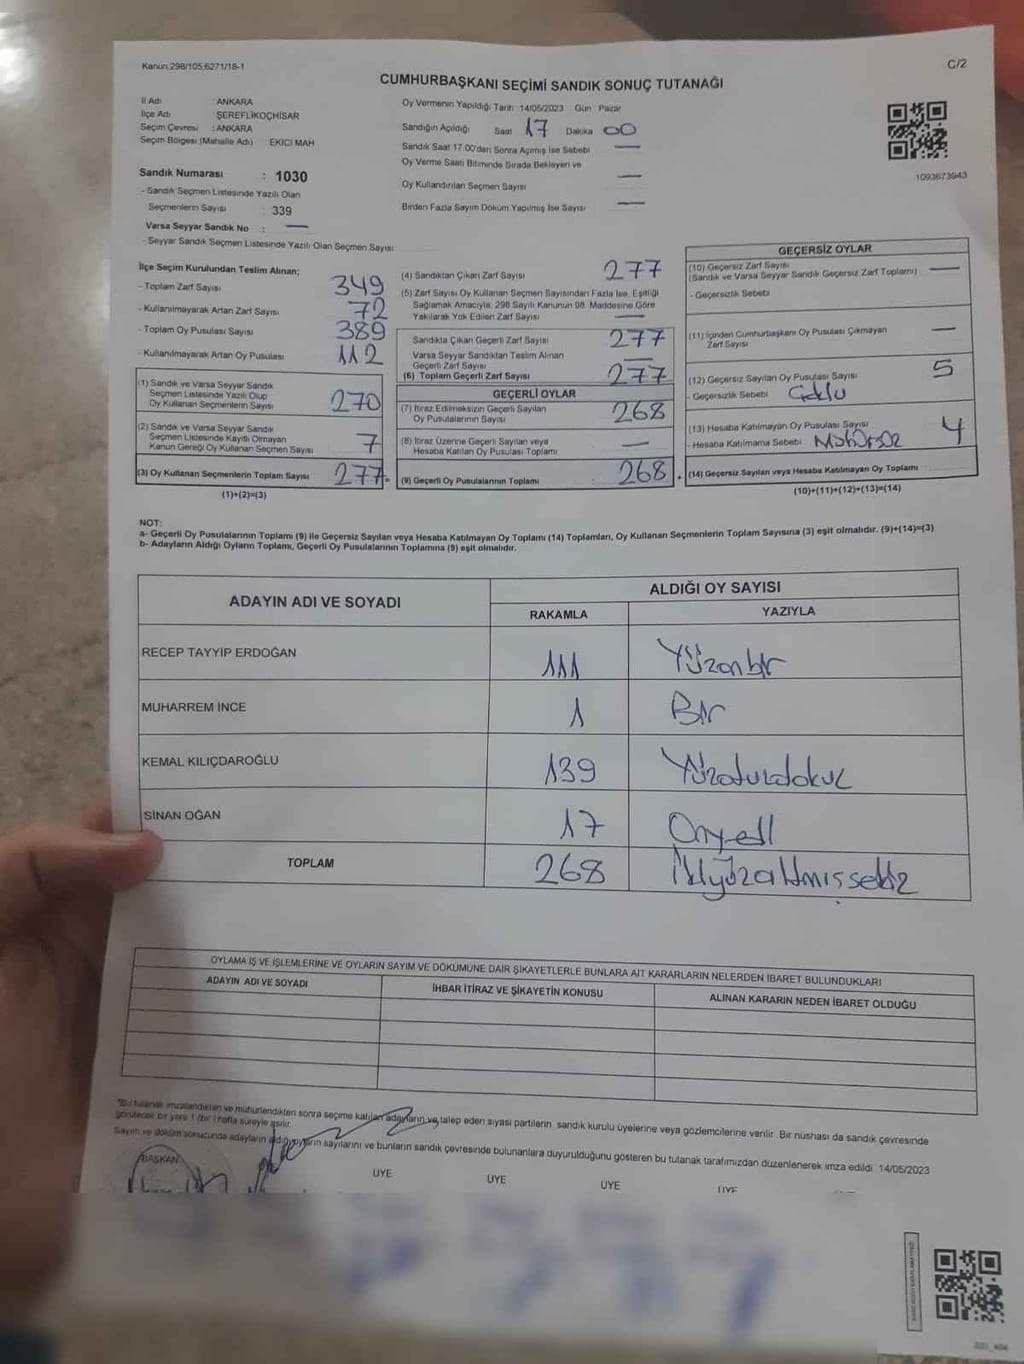 Kanun;298/105;6271/18-1
C/2
CUMHURBAŞKANI SEÇİMİ SANDIK SONUÇ TUTANAĞI
İl Adı ANKARA
İlçe Adı ŞEREFLİKOÇHİSAR
Seçim Çevresi : ANKARA
Seçim Bölgesi (Mahalle Adı) EKİCİ MAH
Sandık Numarası : 1030
- Sandık Seçmen Listesinde Yazılı Olan
Seçmenlerin Sayısı : 339
Varsa Seyyar Sandık No : —
- Seyyar Sandık Seçmen Listesinde Yazılı Olan Seçmen Sayısı
Oy Vermenin Yapıldığı Tarih 14/05/2023 Gün Pazar
Sandığın Açıldığı Saat 17 Dakika 00
Sandık Saat 17.00'den Sonra Açılmış İse Sebebi —
Oy Verme Saati Bitiminde Sırada Bekleyen ve
Oy Kullandırılan Seçmen Sayısı —
Birden Fazla Sayım Döküm Yapılmış İse Sayısı —
1093673943
İlçe Seçim Kurulundan Teslim Alınan;
- Toplam Zarf Sayısı 349
- Kullanılmayarak Artan Zarf Sayısı 72
- Toplam Oy Pusulası Sayısı 389
- Kullanılmayarak Artan Oy Pusulası 112
(1) Sandık ve Varsa Seyyar Sandık
Seçmen Listesinde Yazılı Olup
Oy Kullanan Seçmenlerin Sayısı 270
(2) Sandık ve Varsa Seyyar Sandık
Seçmen Listesinde Kayıtlı Olmayan
Kanun Gereği Oy Kullanan Seçmen Sayısı 7
(3) Oy Kullanan Seçmenlerin Toplam Sayısı 277
(1)+(2)=(3)
(4) Sandıktan Çıkan Zarf Sayısı 277
(5) Zarf Sayısı Oy Kullanan Seçmen Sayısından Fazla İse, Eşitliği
Sağlamak Amacıyla, 298 Sayılı Kanunun 98. Maddesine Göre
Yakılarak Yok Edilen Zarf Sayısı —
Sandıkta Çıkan Geçerli Zarf Sayısı 277
Varsa Seyyar Sandıktan Teslim Alınan
Geçerli Zarf Sayısı —
(6) Toplam Geçerli Zarf Sayısı 277
GEÇERLİ OYLAR
(7) İtiraz Edilmeksizin Geçerli Sayılan
Oy Pusulalarının Sayısı 268
(8) İtiraz Üzerine Geçerli Sayılan veya
Hesaba Katılan Oy Pusulası Toplamı —
(9) Geçerli Oy Pusulalarının Toplamı : 268
GEÇERSİZ OYLAR
(10) Geçersiz Zarf Sayısı —
(Sandık ve Varsa Seyyar Sandık Geçersiz Zarf Toplamı)
- Geçersizlik Sebebi
(11) İçinden Cumhurbaşkanı Oy Pusulası Çıkmayan
Zarf Sayısı —
(12) Geçersiz Sayılan Oy Pusulası Sayısı 5
- Geçersizlik Sebebi
(13) Hesaba Katılmayan Oy Pusulası Sayısı 4
- Hesaba Katılmama Sebebi Mühürsüz
(14) Geçersiz Sayılan veya Hesaba Katılmayan Oy Toplamı
(10)+(11)+(12)+(13)=(14)
NOT:
a- Geçerli Oy Pusulalarının Toplamı (9) ile Geçersiz Sayılan veya Hesaba Katılmayan Oy Toplamı (14) Toplamları, Oy Kullanan Seçmenlerin Toplam Sayısına (3) eşit olmalıdır. (9)+(14)=(3)
b- Adayların Aldığı Oyların Toplamı, Geçerli Oy Pusulalarının Toplamına (9) eşit olmalıdır.
ADAYIN ADI VE SOYADI
ALDIĞI OY SAYISI
RAKAMLA YAZIYLA
RECEP TAYYİP ERDOĞAN 111 Yüzonbir
MUHARREM İNCE 1 Bir
KEMAL KILIÇDAROĞLU 139 Yüzotuzdokuz
SİNAN OĞAN 17 Onyedi
TOPLAM 268 İkiyüzaltmışsekiz
OYLAMA İŞ VE İŞLEMLERİNE VE OYLARIN SAYIM VE DÖKÜMÜNE DAİR ŞİKAYETLERLE BUNLARA AİT KARARLARIN NELERDEN İBARET BULUNDUKLARI
ADAYIN ADI VE SOYADI İHBAR İTİRAZ VE ŞİKAYETİN KONUSU ALINAN KARARIN NEDEN İBARET OLDUĞU
*Bu tutanak imzalandıktan ve mühürlendikten sonra seçime katılan adayların ve talep eden siyasi partilerin sandık kurulu üyelerine veya gözlemcilerine verilir. Bir nüshası da sandık çevresinde
görülecek bir yere 1 (bir) hafta süreyle asılır.
Sayım ve döküm sonucunda adayların aldığı oyların sayılarını ve bunların sandık çevresinde bulunanlara duyurulduğunu gösteren bu tutanak tarafımızdan düzenlenerek imza edildi. 14/05/2023
BAŞKAN ÜYE ÜYE ÜYE ÜYE